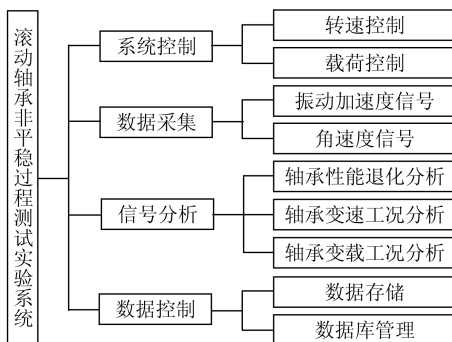 滚动轴承非平稳过程测试实验系统
系统控制
转速控制
载荷控制
数据采集
振动加速度信号
角速度信号
信号分析
轴承性能退化分析
轴承变速工况分析
轴承变载工况分析
数据控制
数据存储
数据库管理